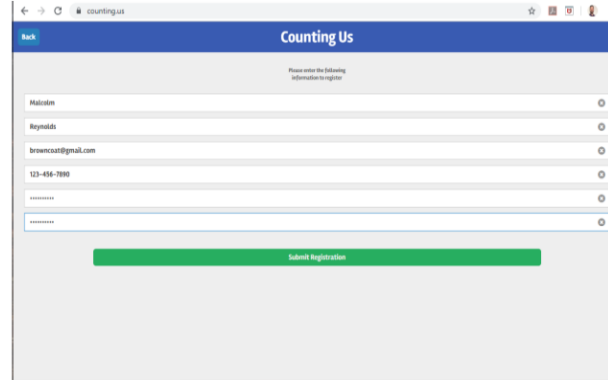 counting.us
Back
Counting Us
Please enter the following
information to register
Malcolm
Reynolds
browncoat@gmail.com
123-456-7890
••••••••••
••••••••••
Submit Registration